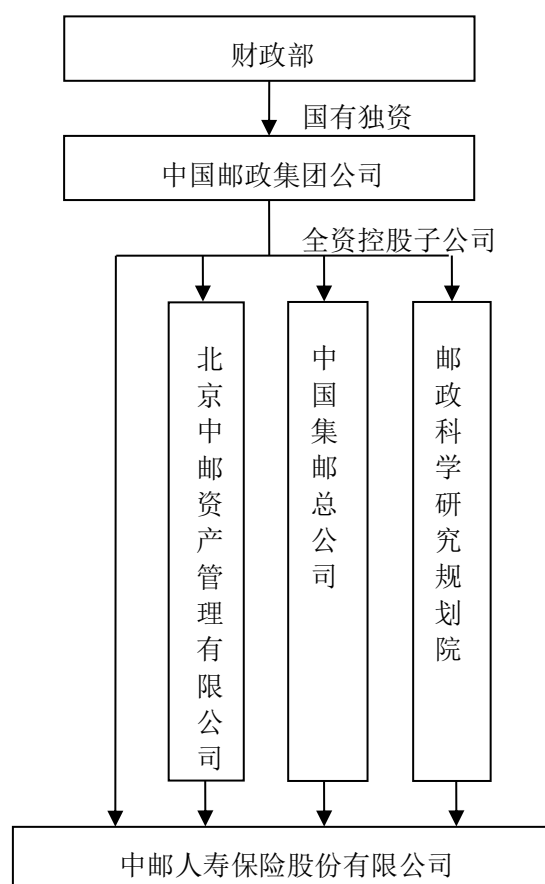 财政部
国有独资
中国邮政集团公司
全资控股子公司
北京中邮资产管理有限公司
中国集邮总公司
邮政科学研究规划院
中邮人寿保险股份有限公司